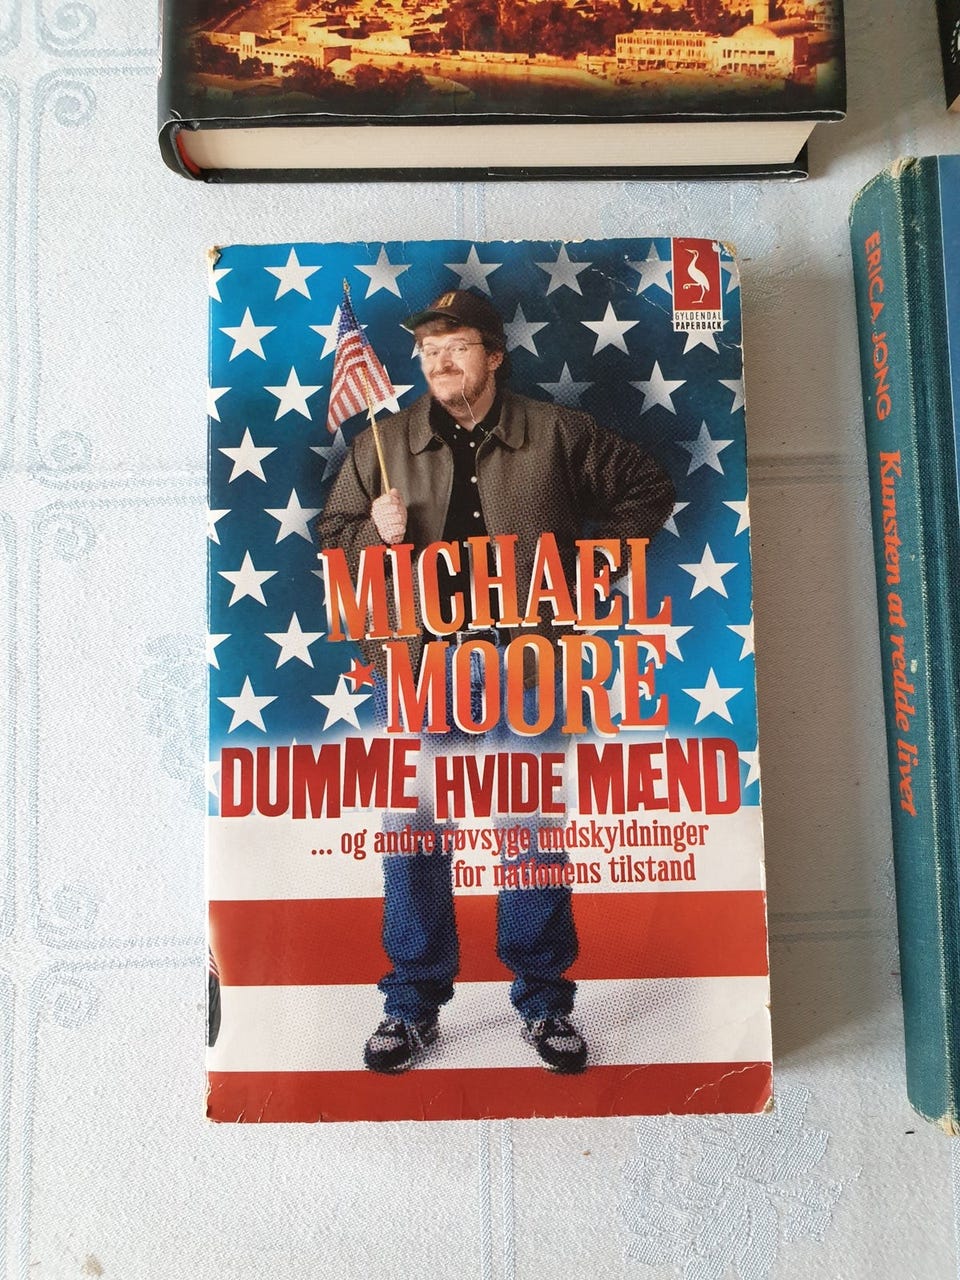 GYLDENDAL
PAPERBACK
MICHAEL
MOORE
DUMME HVIDE MÆND
... og andre røvsyge undskyldninger
for nationens tilstand
ERICA JONG Kunsten at redde livet